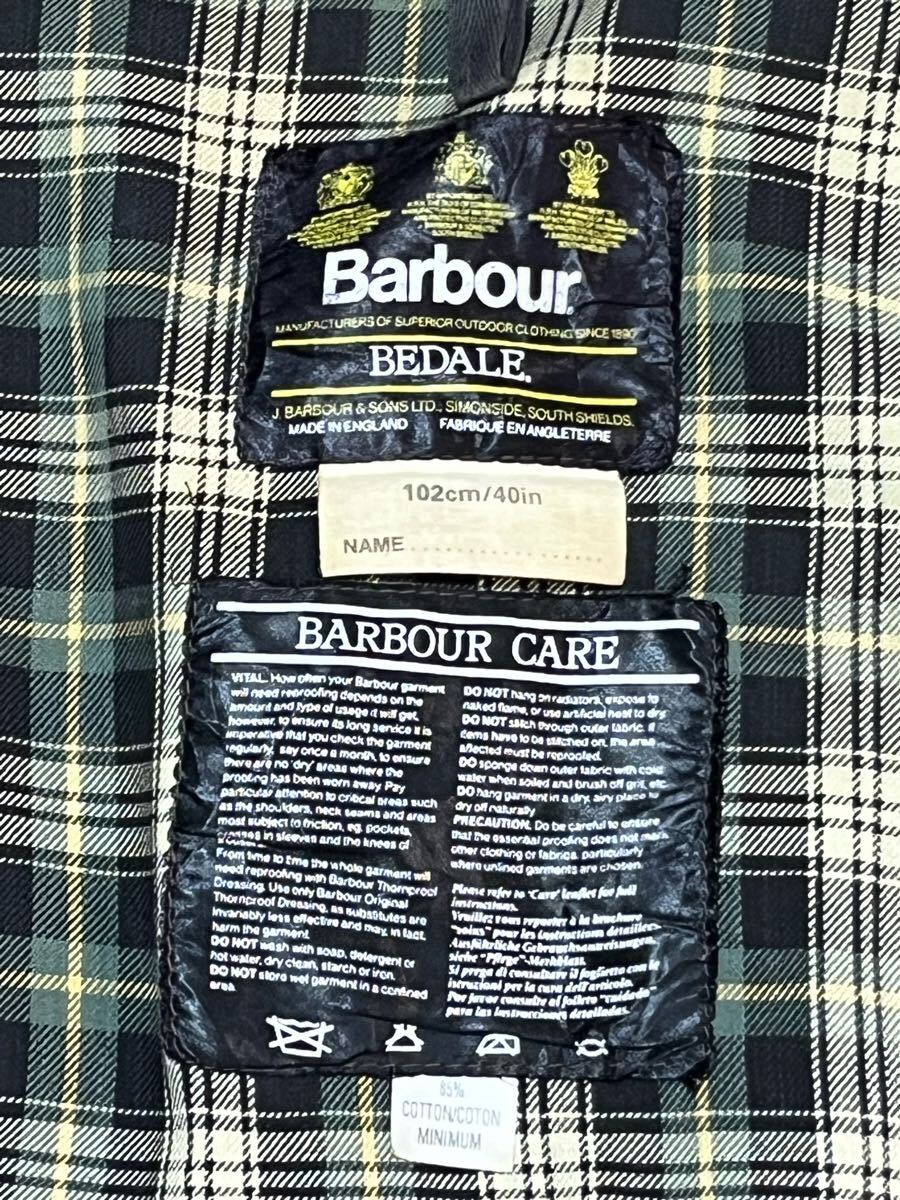 Barbour
MANUFACTURERS OF SUPERIOR OUTDOOR CLOTHING SINCE 1890
BEDALE.
J. BARBOUR & SONS LTD., SIMONSIDE, SOUTH SHIELDS.
MADE IN ENGLAND FABRIQUE EN ANGLETERRE
102cm/40in
NAME..................
BARBOUR CARE
VITAL. How often your Barbour garment
will need reproofing depends on the
amount and type of usage it will get,
however, to ensure its long service it is
imperative that you check the garment
regularly, say once a month, to ensure
there are no 'dry' areas where the
proofing has been worn away. Pay
particular attention to critical areas such
as the shoulders, neck seams and areas
most subject to friction, eg. pockets,
creases in sleeves and the knees of
From time to time the whole garment will
need reproofing with Barbour Thornproof
Dressing. Use only Barbour Original
Thornproof Dressing, as substitutes are
invariably less effective and may, in fact,
harm the garment.
DO NOT wash with soap, detergent or
hot water, dry clean, starch or iron.
DO NOT store wet garment in a confined
area.
DO NOT hang on radiators, expose to
naked flame, or use artificial heat to dry.
DO NOT stitch through outer fabric. If
items have to be stitched on, the area
affected must be reproofed.
DO sponge down outer fabric with cold
water when soiled and brush off grit, etc.
DO hang garment in a dry, airy place to
dry off naturally.
PRECAUTION. Do be careful to ensure
that the essential proofing does not mark
other clothing or fabrics, particularly
where unlined garments are chosen.
Please refer to 'Care' leaflet for full
instructions.
Veuillez vous reporter à la brochure
"soins" pour les instructions détaillées.
Ausführliche Gebrauchsanweisungen,
siehe "Pflege"-Merkblatt.
Si prega di consultare il foglietto con le
istruzioni per la cura dell'articolo.
Por favor consulte el folleto "cuidado"
para las instrucciones detalladas.
85%
COTTON/COTON
MINIMUM